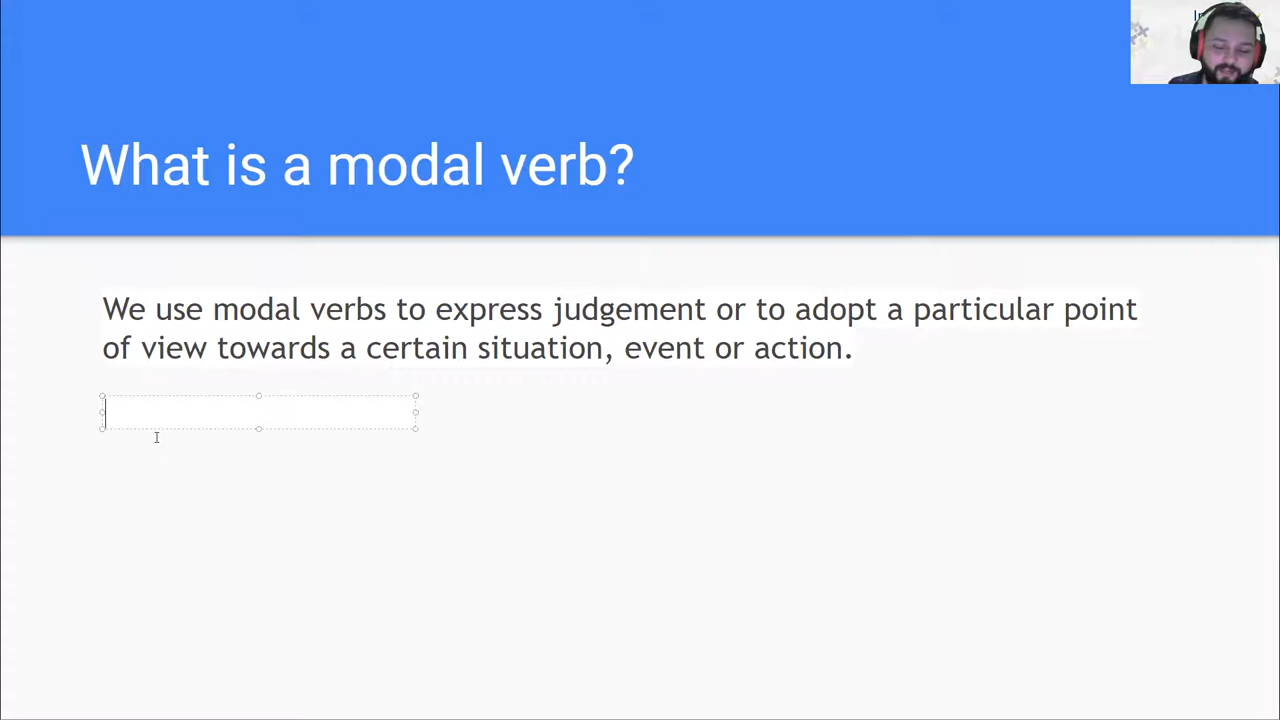 What is a modal verb?
We use modal verbs to express judgement or to adopt a particular point
of view towards a certain situation, event or action.